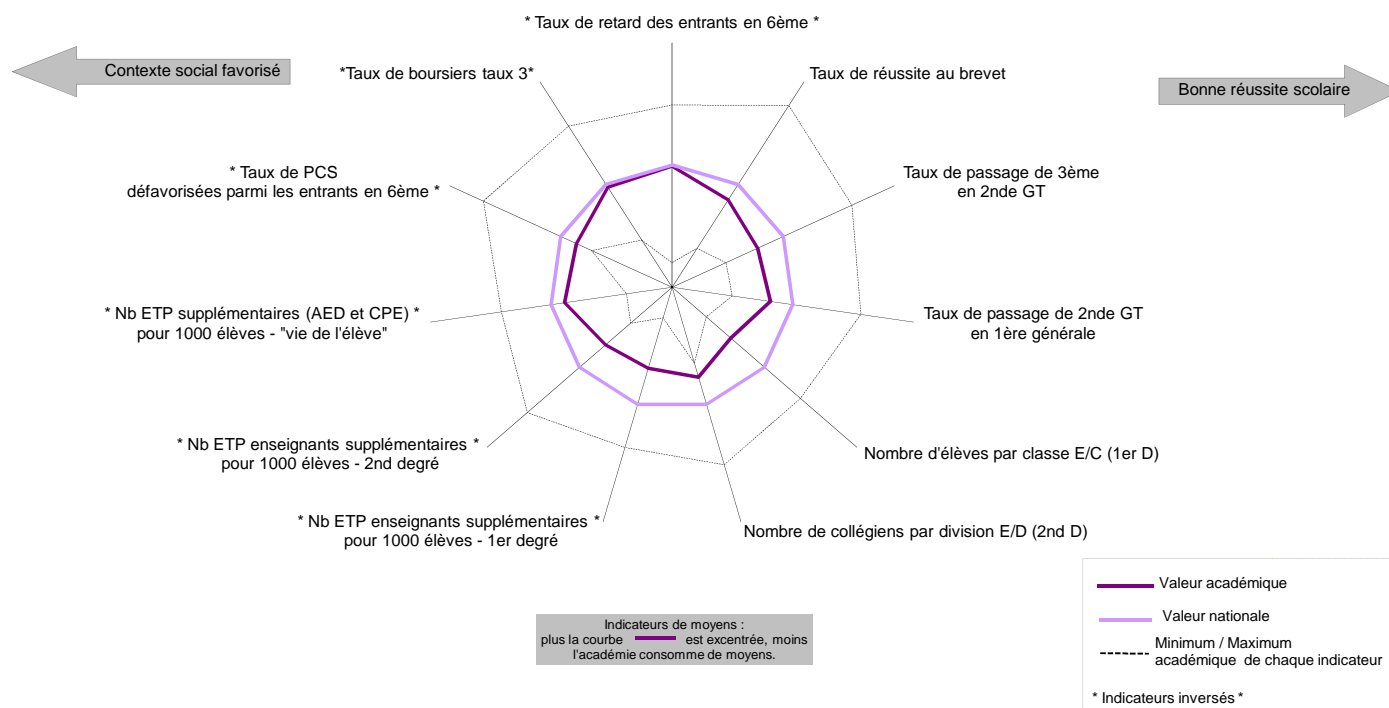 * Taux de retard des entrants en 6ème *
Contexte social favorisé
*Taux de boursiers taux 3*
Taux de réussite au brevet
Bonne réussite scolaire
* Taux de PCS
défavorisées parmi les entrants en 6ème *
Taux de passage de 3ème
en 2nde GT
* Nb ETP supplémentaires (AED et CPE) *
pour 1000 élèves - "vie de l'élève"
Taux de passage de 2nde GT
en 1ère générale
* Nb ETP enseignants supplémentaires *
pour 1000 élèves - 2nd degré
Nombre d'élèves par classe E/C (1er D)
* Nb ETP enseignants supplémentaires *
pour 1000 élèves - 1er degré
Nombre de collégiens par division E/D (2nd D)
Indicateurs de moyens :
plus la courbe est excentrée, moins
l'académie consomme de moyens.
Valeur académique
Valeur nationale
Minimum / Maximum
académique de chaque indicateur
* Indicateurs inversés *